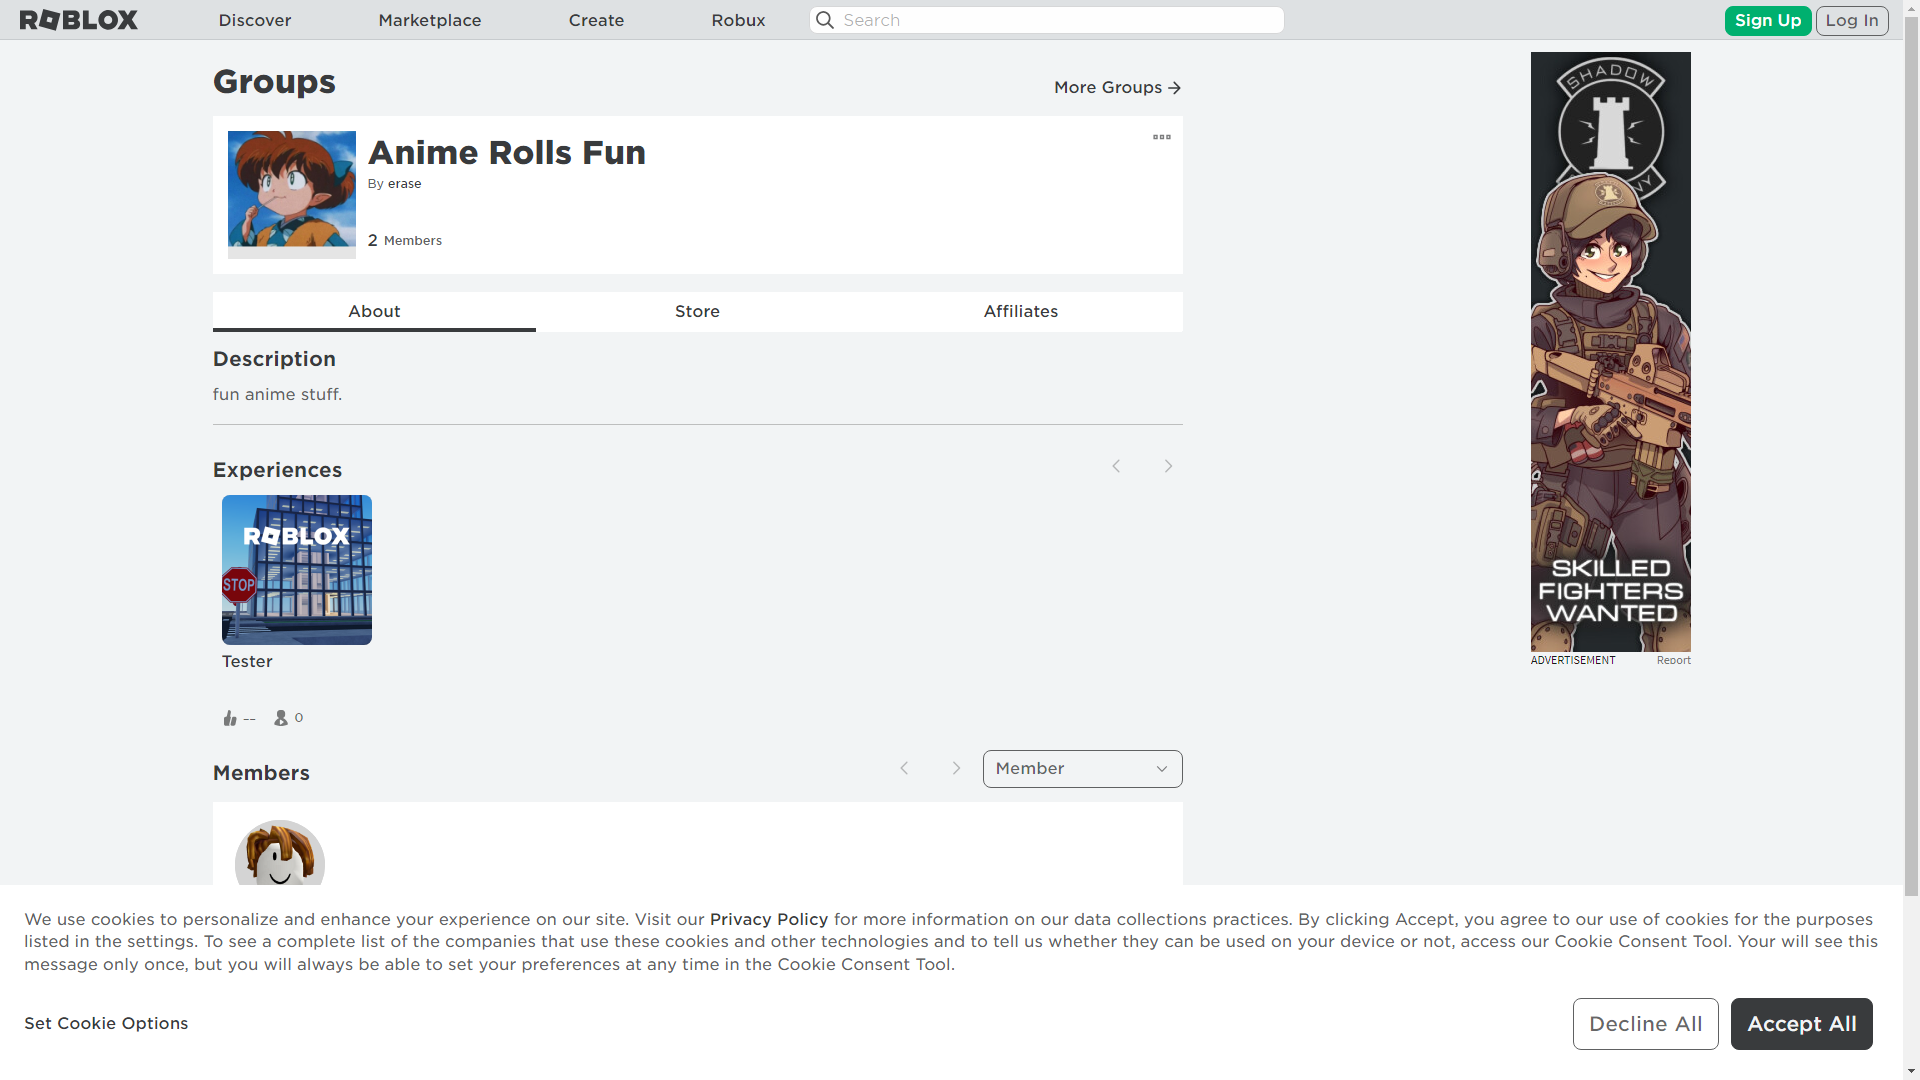 ROBLOX
Discover
Marketplace
Create
Robux
Search
Sign Up
Log In
Groups
More Groups
Anime Rolls Fun
By erase
2 Members
About
Store
Affiliates
Description
fun anime stuff.
Experiences
ROBLOX
STOP
Tester
--
0
Members
Member
SHADOW
NY
SKILLED
FIGHTERS
WANTED
ADVERTISEMENT
Report
We use cookies to personalize and enhance your experience on our site. Visit our Privacy Policy for more information on our data collections practices. By clicking Accept, you agree to our use of cookies for the purposes
listed in the settings. To see a complete list of the companies that use these cookies and other technologies and to tell us whether they can be used on your device or not, access our Cookie Consent Tool. Your will see this
message only once, but you will always be able to set your preferences at any time in the Cookie Consent Tool.
Set Cookie Options
Decline All
Accept All